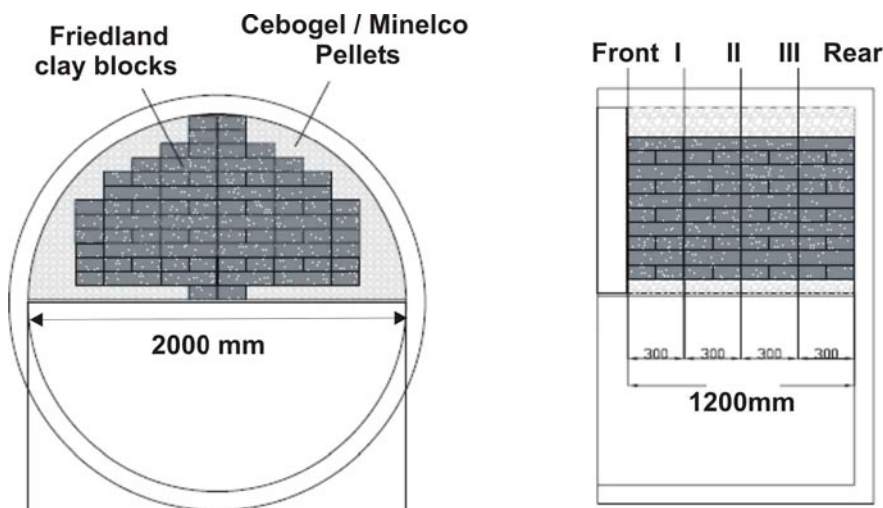 Friedland
clay blocks
Cebogel / Minelco
Pellets
2000 mm
Front I II III Rear
300 300 300 300
1200mm